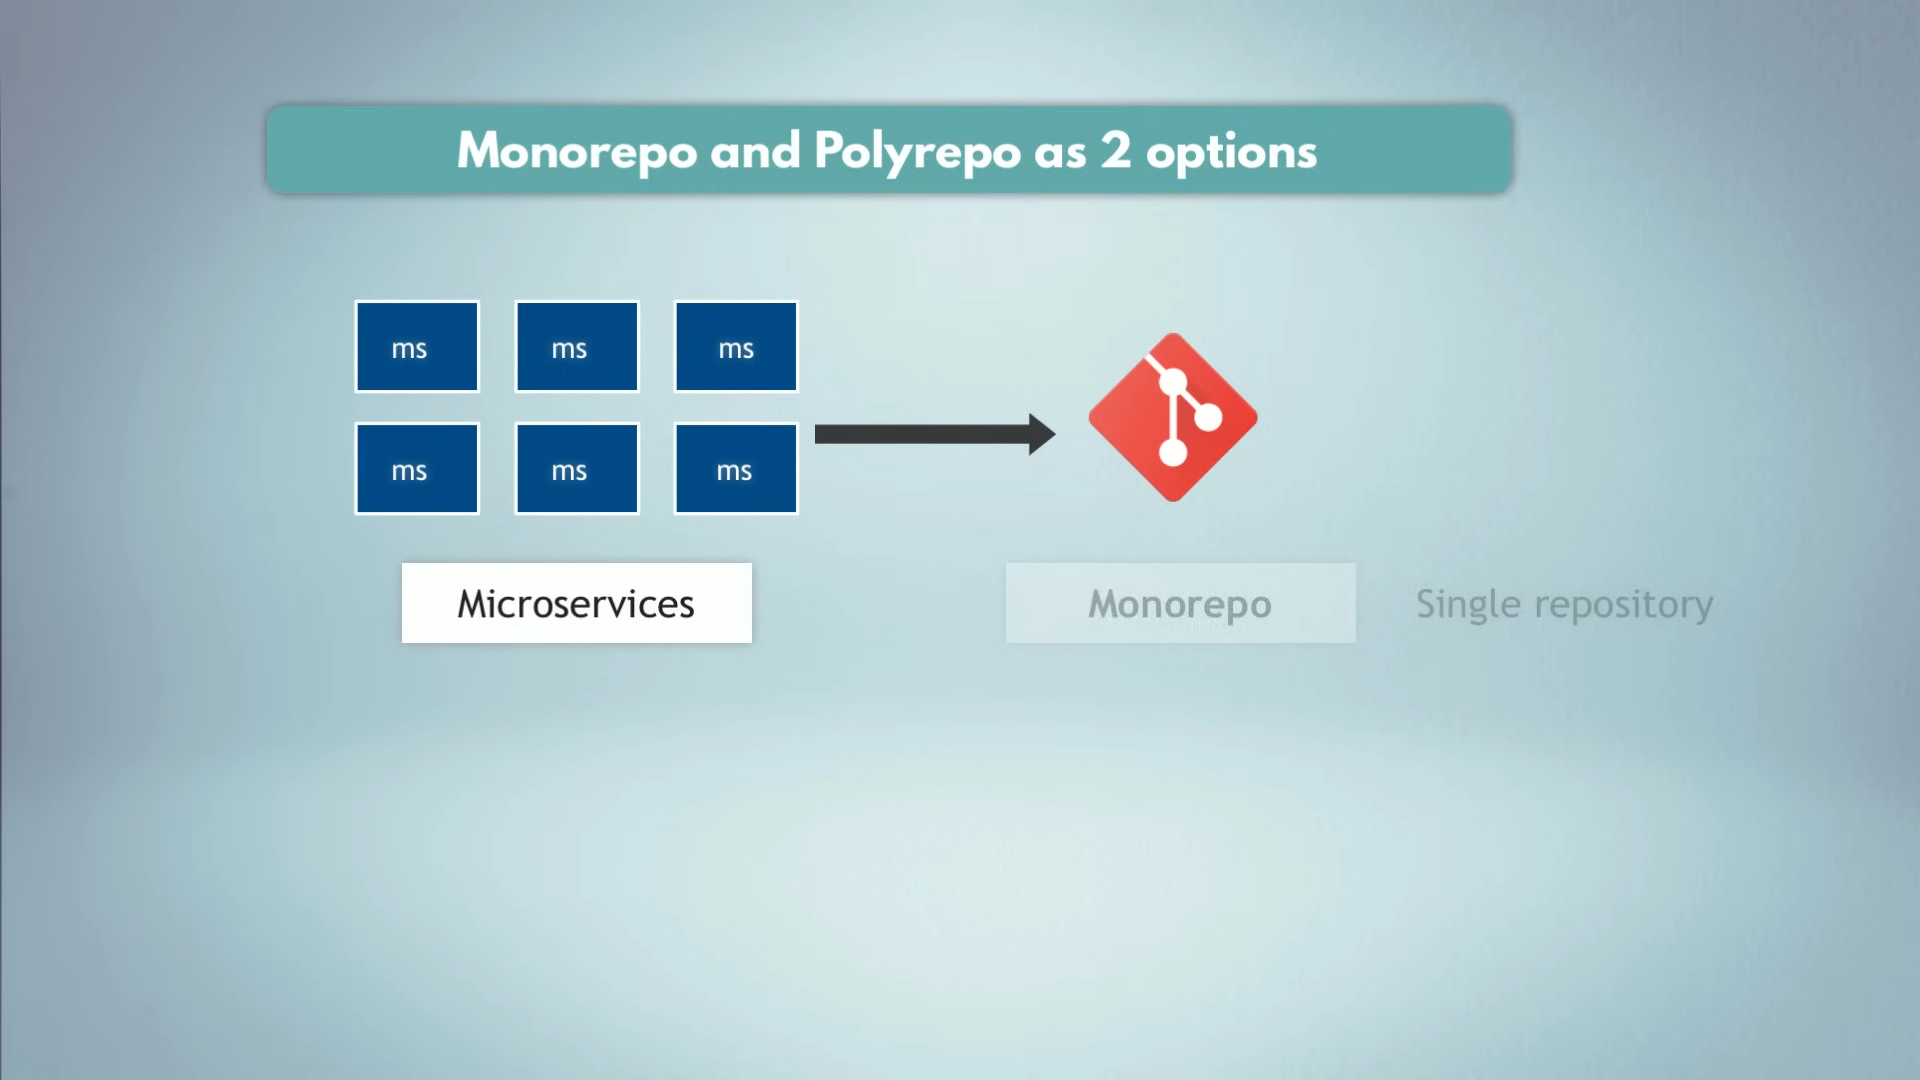 Monorepo and Polyrepo as 2 options
ms ms ms
ms ms ms
Microservices
Monorepo
Single repository